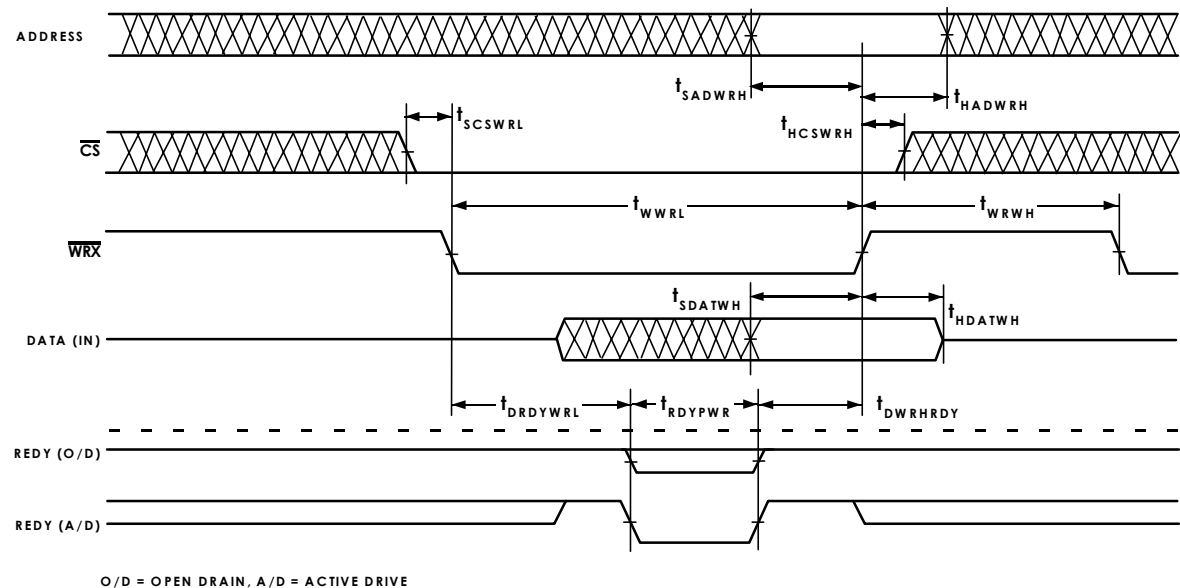 ADDRESS
tSADWRH
tHADWRH
tSCSWRL
tHCSWRH
CS
tWWRL
tWRWH
WRX
tSDATWH
tHDATWH
DATA (IN)
tDRDYWRL
tRDYPWR
tDWRHRDY
REDY (O/D)
REDY (A/D)
O/D = OPEN DRAIN, A/D = ACTIVE DRIVE